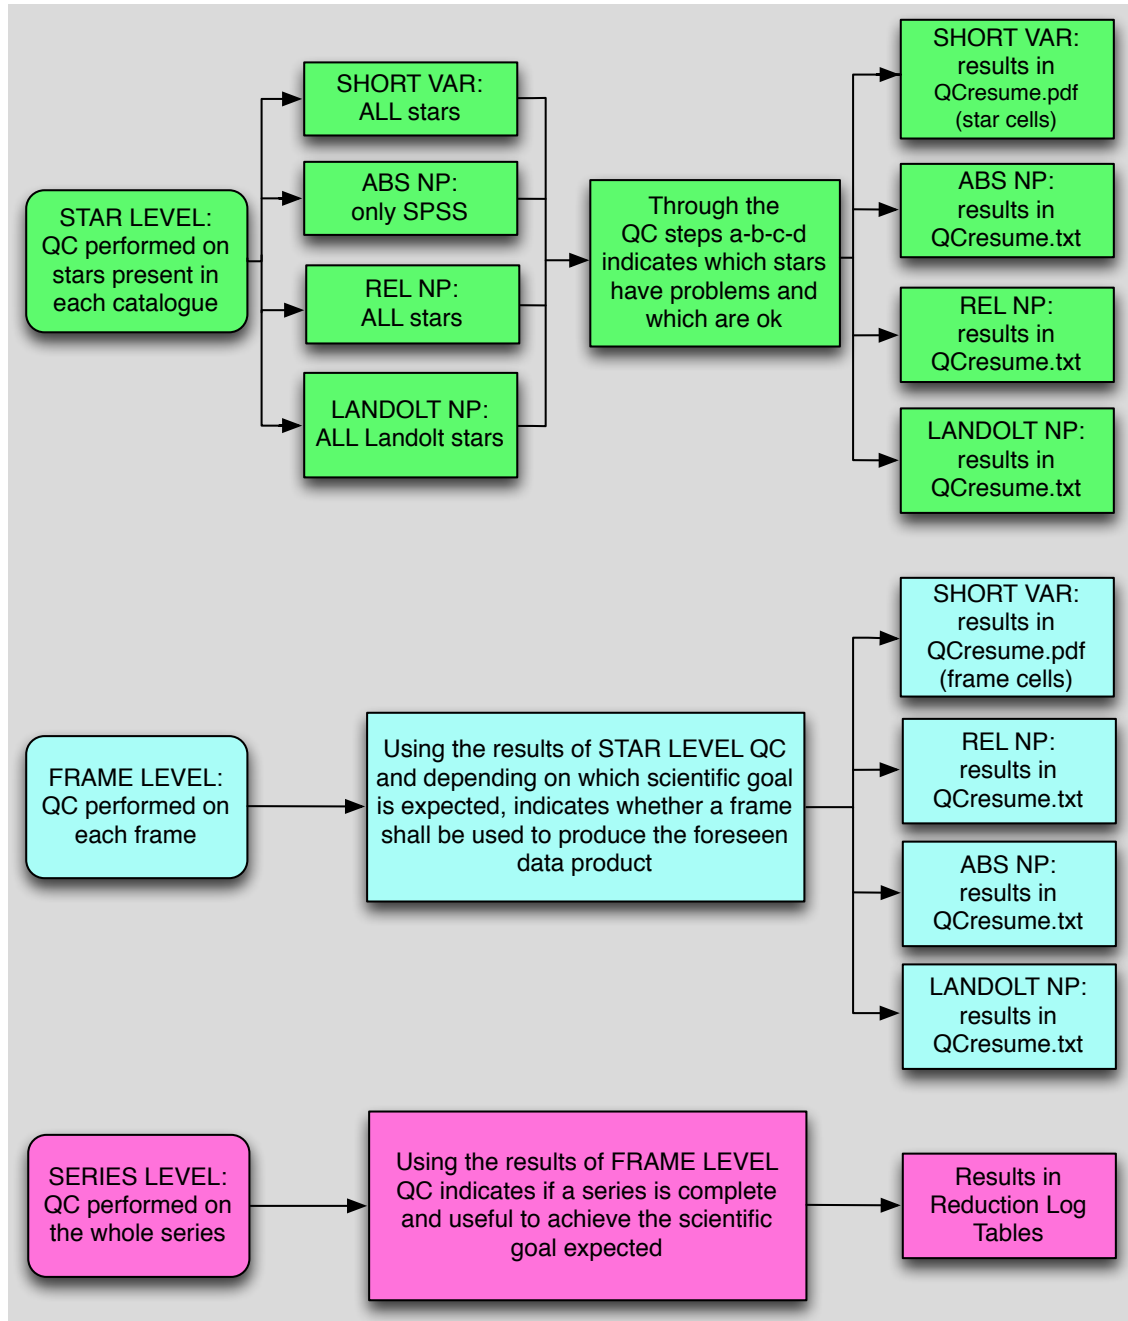 STAR LEVEL:
QC performed on
stars present in
each catalogue
SHORT VAR:
ALL stars
ABS NP:
only SPSS
REL NP:
ALL stars
LANDOLT NP:
ALL Landolt stars
Through the
QC steps a-b-c-d
indicates which stars
have problems and
which are ok
SHORT VAR:
results in
QCresume.pdf
(star cells)
ABS NP:
results in
QCresume.txt
REL NP:
results in
QCresume.txt
LANDOLT NP:
results in
QCresume.txt
FRAME LEVEL:
QC performed on
each frame
Using the results of STAR LEVEL QC
and depending on which scientific goal
is expected, indicates whether a frame
shall be used to produce the foreseen
data product
SHORT VAR:
results in
QCresume.pdf
(frame cells)
REL NP:
results in
QCresume.txt
ABS NP:
results in
QCresume.txt
LANDOLT NP:
results in
QCresume.txt
SERIES LEVEL:
QC performed on
the whole series
Using the results of FRAME LEVEL
QC indicates if a series is complete
and useful to achieve the scientific
goal expected
Results in
Reduction Log
Tables